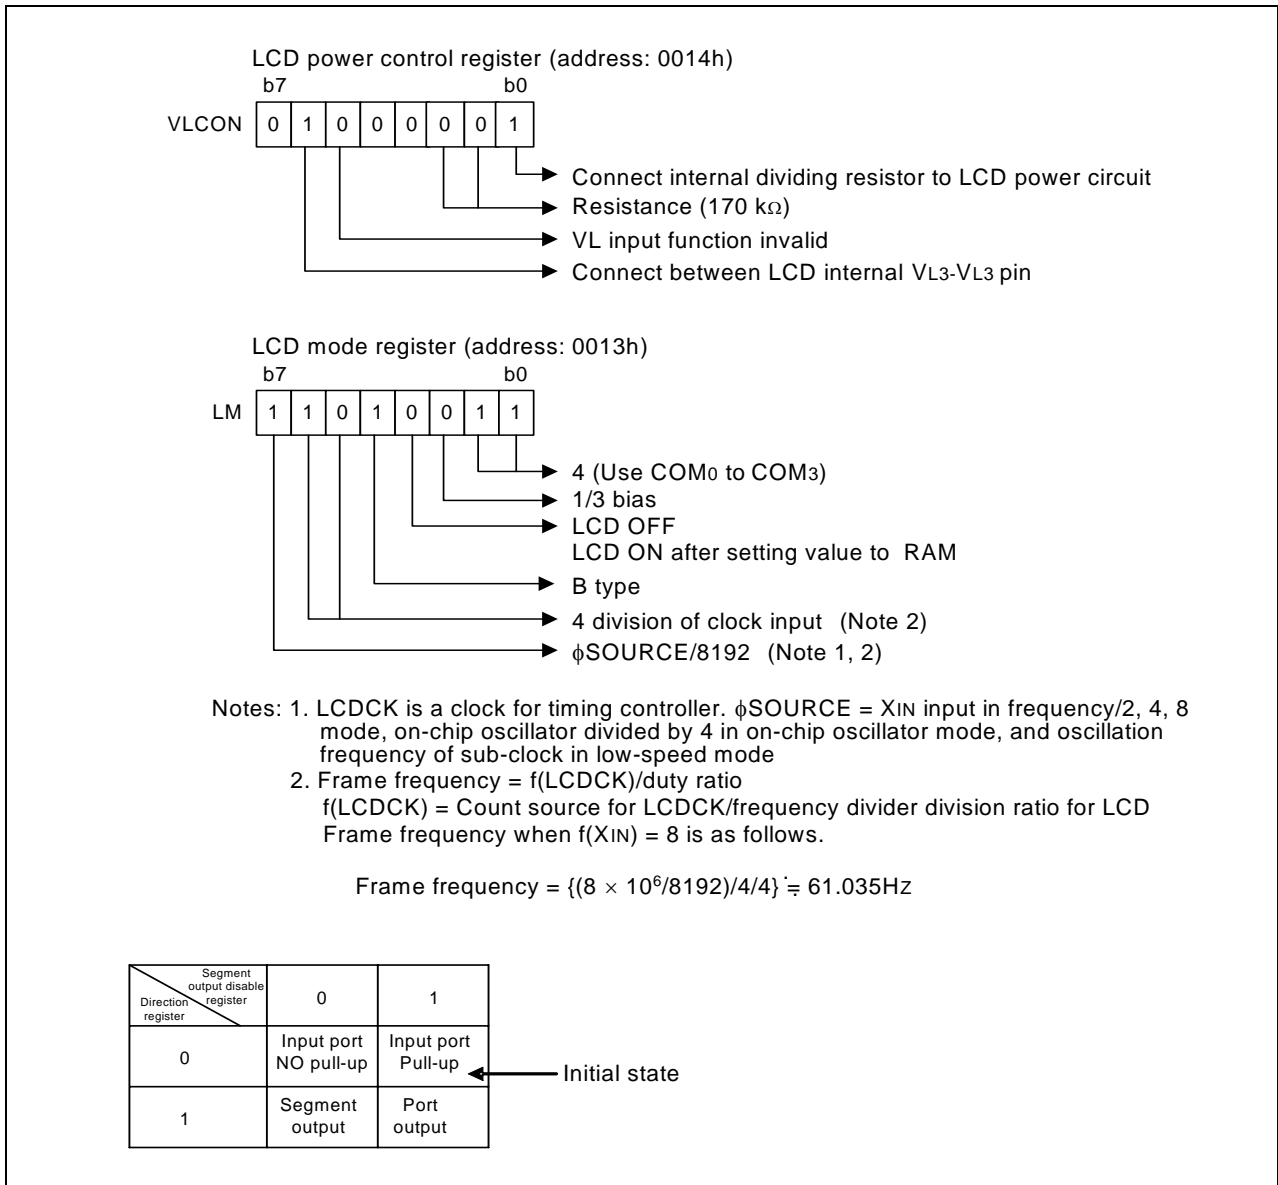 LCD power control register (address: 0014h)
b7 b0
VLCON 0 1 0 0 0 0 0 1
Connect internal dividing resistor to LCD power circuit
Resistance (170 kΩ)
VL input function invalid
Connect between LCD internal VL3-VL3 pin
LCD mode register (address: 0013h)
b7 b0
LM 1 1 0 1 0 0 1 1
4 (Use COM0 to COM3)
1/3 bias
LCD OFF
LCD ON after setting value to RAM
B type
4 division of clock input (Note 2)
ϕSOURCE/8192 (Note 1, 2)
Notes: 1. LCDCK is a clock for timing controller. ϕSOURCE = XIN input in frequency/2, 4, 8
mode, on-chip oscillator divided by 4 in on-chip oscillator mode, and oscillation
frequency of sub-clock in low-speed mode
2. Frame frequency = f(LCDCK)/duty ratio
f(LCDCK) = Count source for LCDCK/frequency divider division ratio for LCD
Frame frequency when f(XIN) = 8 is as follows.
Frame frequency = {(8 × 10⁶/8192)/4/4} ≒ 61.035Hz
Segment
output disable
register
Direction
register
0 1
0
Input port Input port
NO pull-up Pull-up
Initial state
1
Segment Port
output output